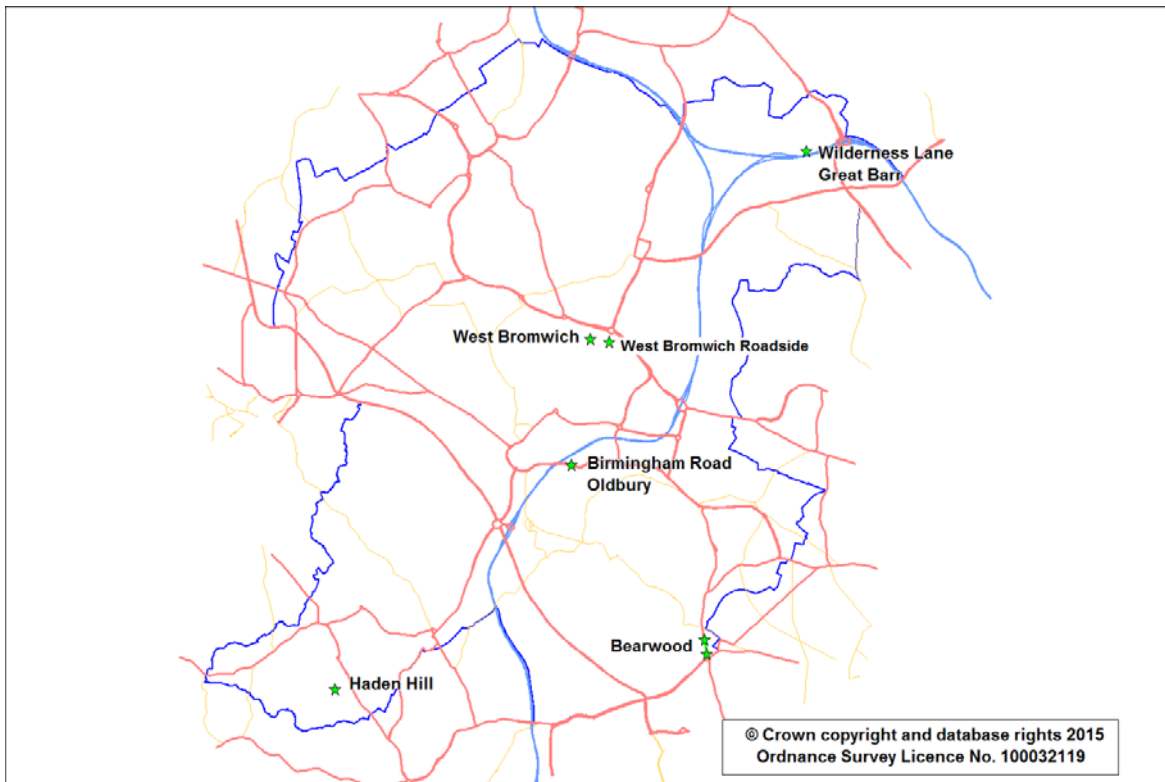 Wilderness Lane
Great Barr
West Bromwich
West Bromwich Roadside
Birmingham Road
Oldbury
Bearwood
Haden Hill
© Crown copyright and database rights 2015
Ordnance Survey Licence No. 100032119